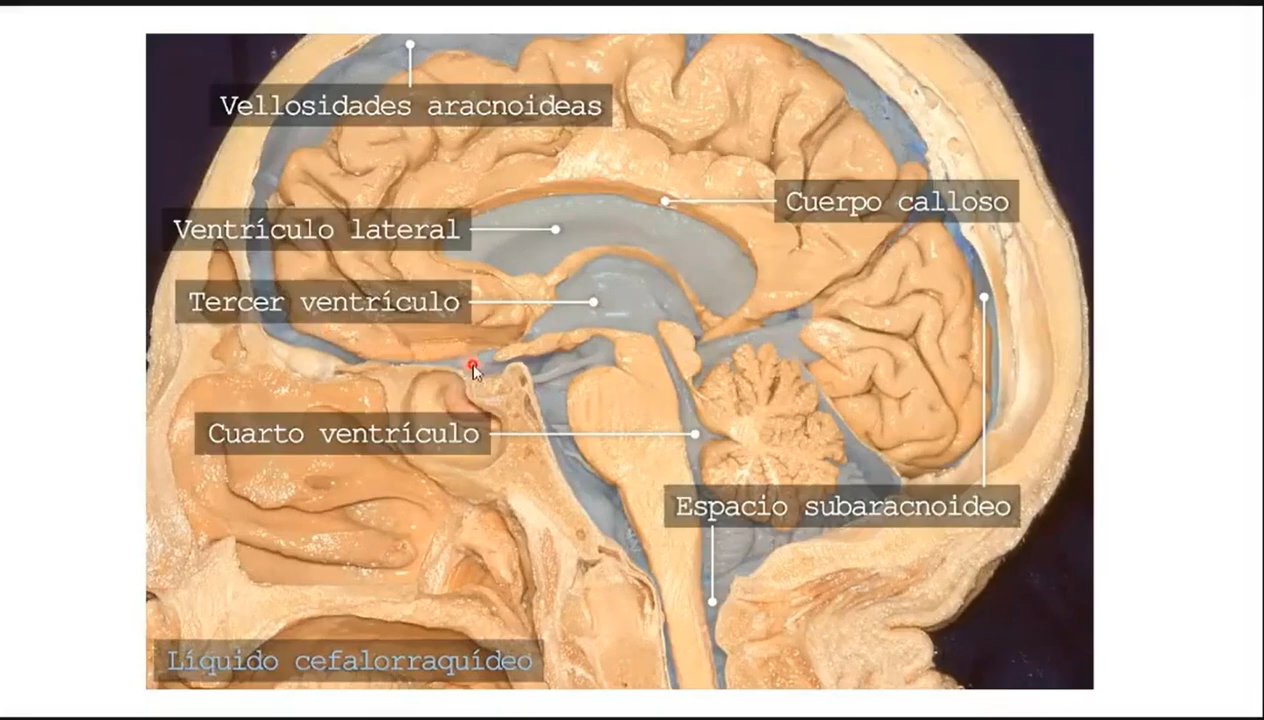 Vellosidades aracnoideas
Cuerpo calloso
Ventrículo lateral
Tercer ventrículo
Cuarto ventrículo
Espacio subaracnoideo
Líquido cefalorraquídeo